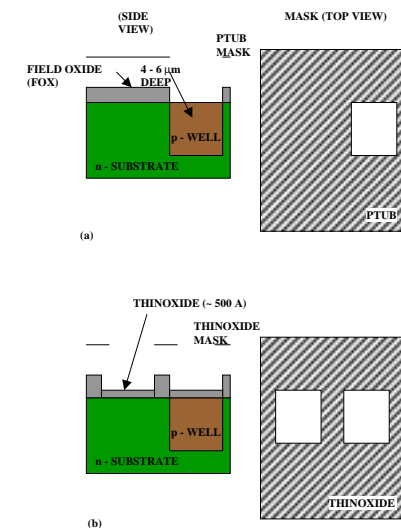 (SIDE
VIEW)
MASK (TOP VIEW)
PTUB
MASK
FIELD OXIDE
(FOX)
4 - 6 μm
DEEP
p - WELL
n - SUBSTRATE
PTUB
(a)
THINOXIDE (~ 500 A)
THINOXIDE
MASK
p - WELL
n - SUBSTRATE
THINOXIDE
(b)